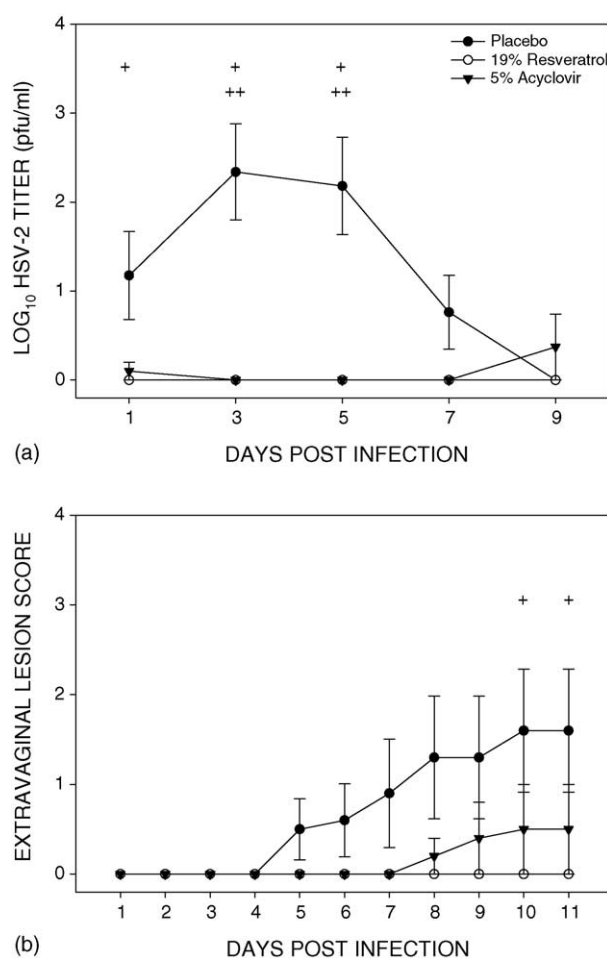 4
3
2
1
0
LOG₁₀ HSV-2 TITER (pfu/ml)
Placebo
19% Resveratrol
5% Acyclovir
+ + +
++ ++
1 3 5 7 9
(a) DAYS POST INFECTION
4
3
2
1
0
EXTRAVAGINAL LESION SCORE
+ +
1 2 3 4 5 6 7 8 9 10 11
(b) DAYS POST INFECTION